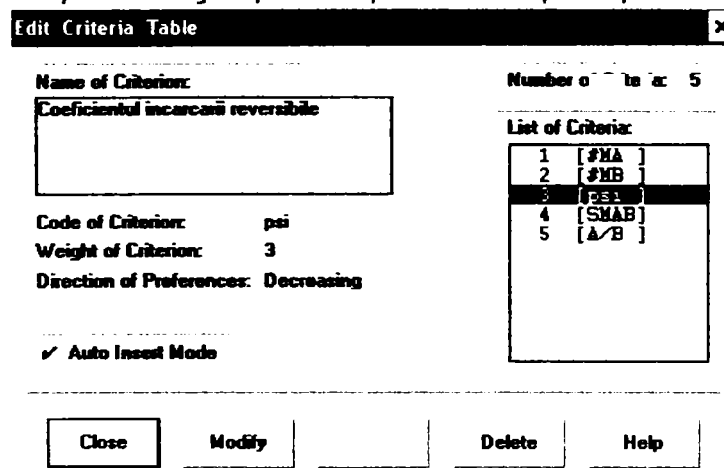 Edit Criteria Table
Name of Criterion:
Coeficientul incarcarii reversibile
Code of Criterion: psi
Weight of Criterion: 3
Direction of Preferences: Decreasing
✔ Auto Insert Mode
Number 5
List of Criteria:
1 [#MA ]
2 [#MB ]
3 [psi ]
4 [SMAB]
5 [A/B ]
Close Modify Delete Help